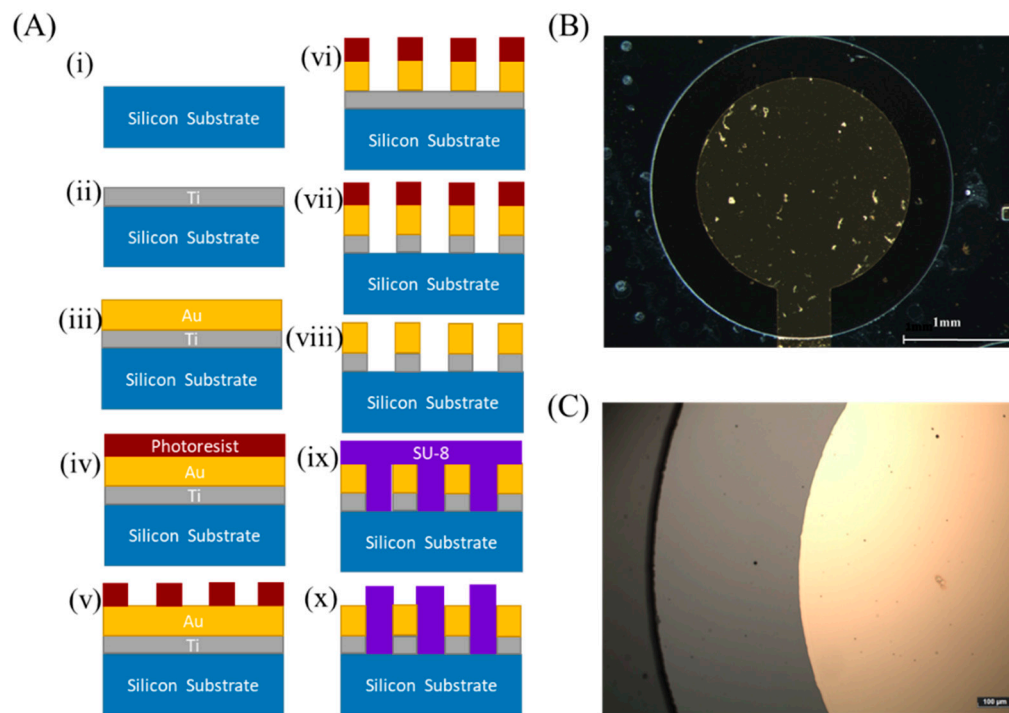 (A)
(i)
Silicon Substrate
(ii)
Ti
Silicon Substrate
(iii)
Au
Ti
Silicon Substrate
(iv)
Photoresist
Au
Ti
Silicon Substrate
(v)
Au
Ti
Silicon Substrate
(vi)
Silicon Substrate
(vii)
Silicon Substrate
(viii)
Silicon Substrate
(ix)
SU-8
Silicon Substrate
(x)
Silicon Substrate
(B)
1mm
(C)
100 µm